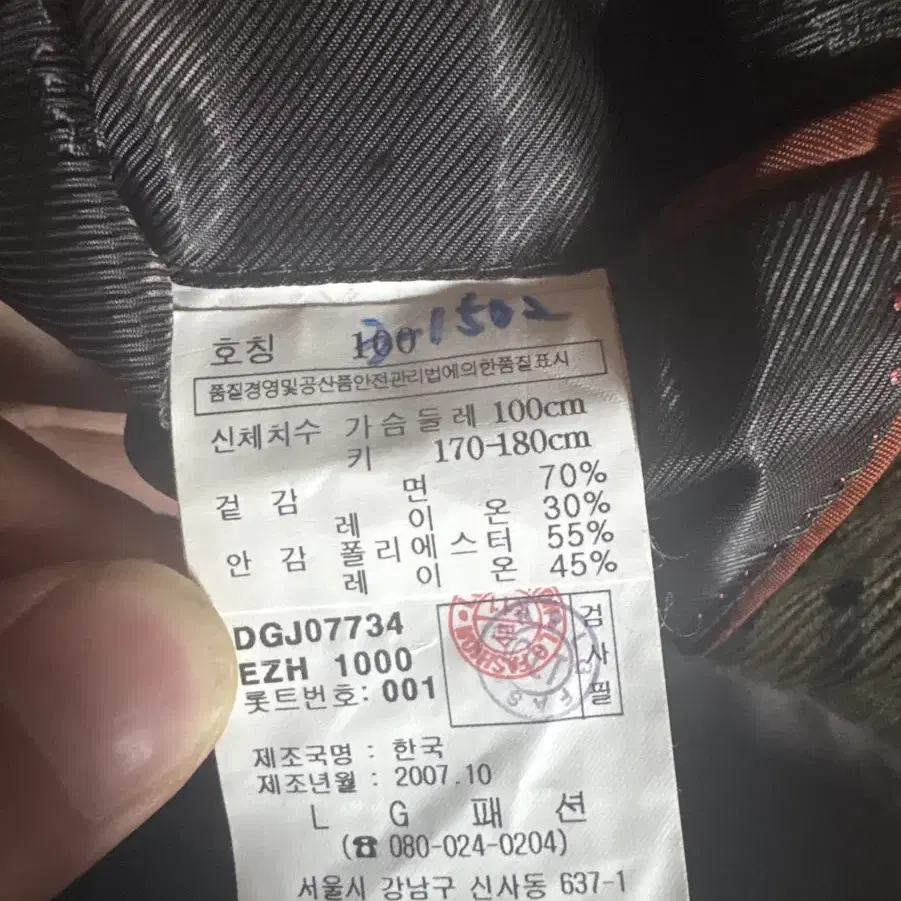 호칭 100
품질경영및공산품안전관리법에의한품질표시
신체치수 가슴둘레 100cm
키 170-180cm
겉감 면 70%
레이온 30%
안감 폴리에스터 55%
레이온 45%
DGJ07734
EZH 1000
롯트번호: 001
검사필
제조국명 : 한국
제조년월 : 2007.10
LG패션
(☎ 080-024-0204)
서울시 강남구 신사동 637-1